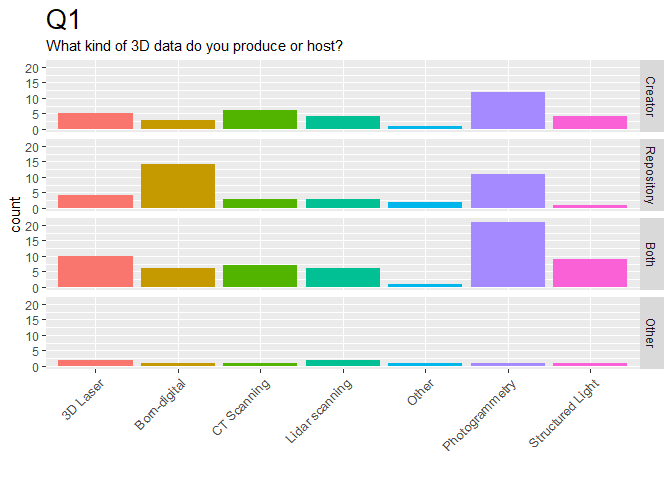 Q1
What kind of 3D data do you produce or host?
count
20
15
10
5
0
Creator
20
15
10
5
0
Repository
20
15
10
5
0
Both
20
15
10
5
0
Other
3D Laser
Born-digital
CT Scanning
Lidar scanning
Other
Photogrammetry
Structured Light